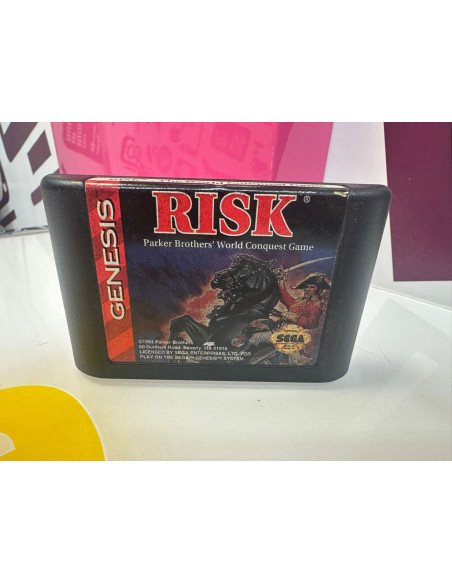 RISK®
Parker Brothers' World Conquest Game
GENESIS
©1994 Parker Brothers
50 Dunham Road, Beverly, MA 01915
LICENSED BY SEGA ENTERPRISES, LTD. FOR
PLAY ON THE SEGA™ GENESIS™ SYSTEM.
SEGA